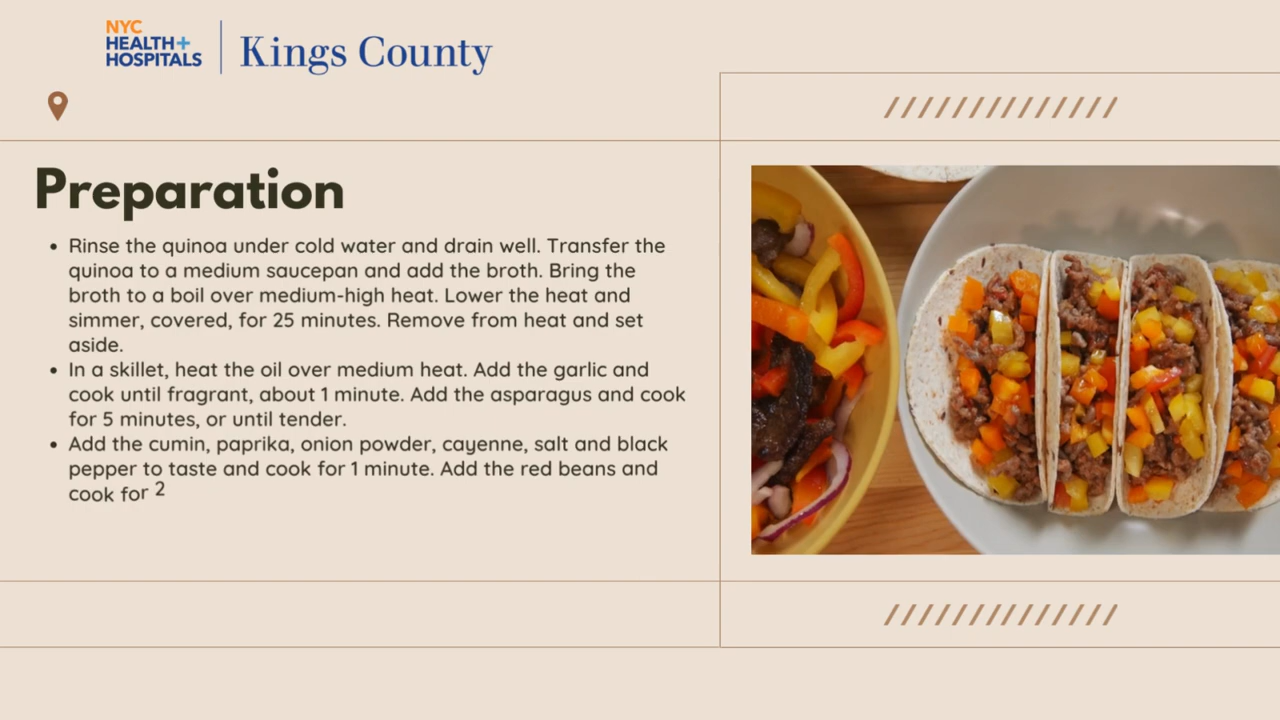 NYC
HEALTH+
HOSPITALS
Kings County
Preparation
• Rinse the quinoa under cold water and drain well. Transfer the
quinoa to a medium saucepan and add the broth. Bring the
broth to a boil over medium-high heat. Lower the heat and
simmer, covered, for 25 minutes. Remove from heat and set
aside.
• In a skillet, heat the oil over medium heat. Add the garlic and
cook until fragrant, about 1 minute. Add the asparagus and cook
for 5 minutes, or until tender.
• Add the cumin, paprika, onion powder, cayenne, salt and black
pepper to taste and cook for 1 minute. Add the red beans and
cook for 2